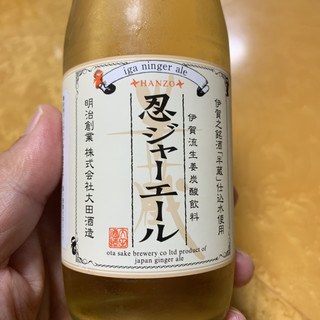 iga ninger ale
HANZO
伊賀之銘酒「半蔵」仕込水使用
伊賀流生姜炭酸飲料
忍ジャーエール
半蔵
明治創業 株式会社大田酒造
ota sake brewery co ltd product of
japan ginger ale